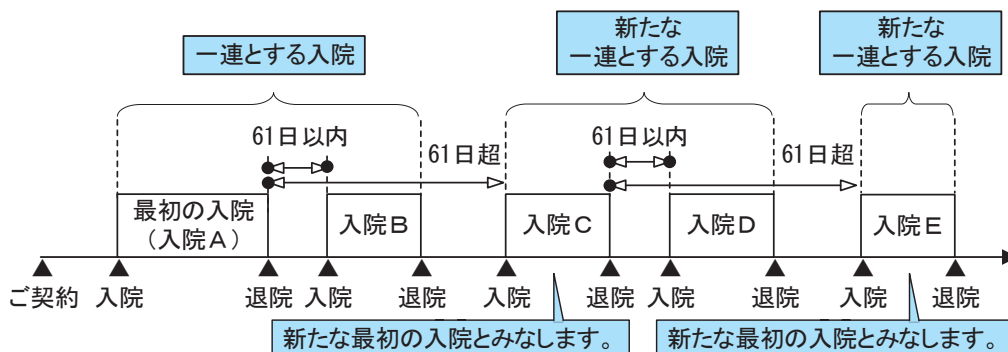 一連とする入院
新たな
一連とする入院
新たな
一連とする入院
61日以内
61日超
61日以内
61日超
最初の入院
(入院A)
入院B
入院C
入院D
入院E
ご契約
入院
退院
入院
退院
入院
退院
入院
退院
入院
退院
新たな最初の入院とみなします。
新たな最初の入院とみなします。